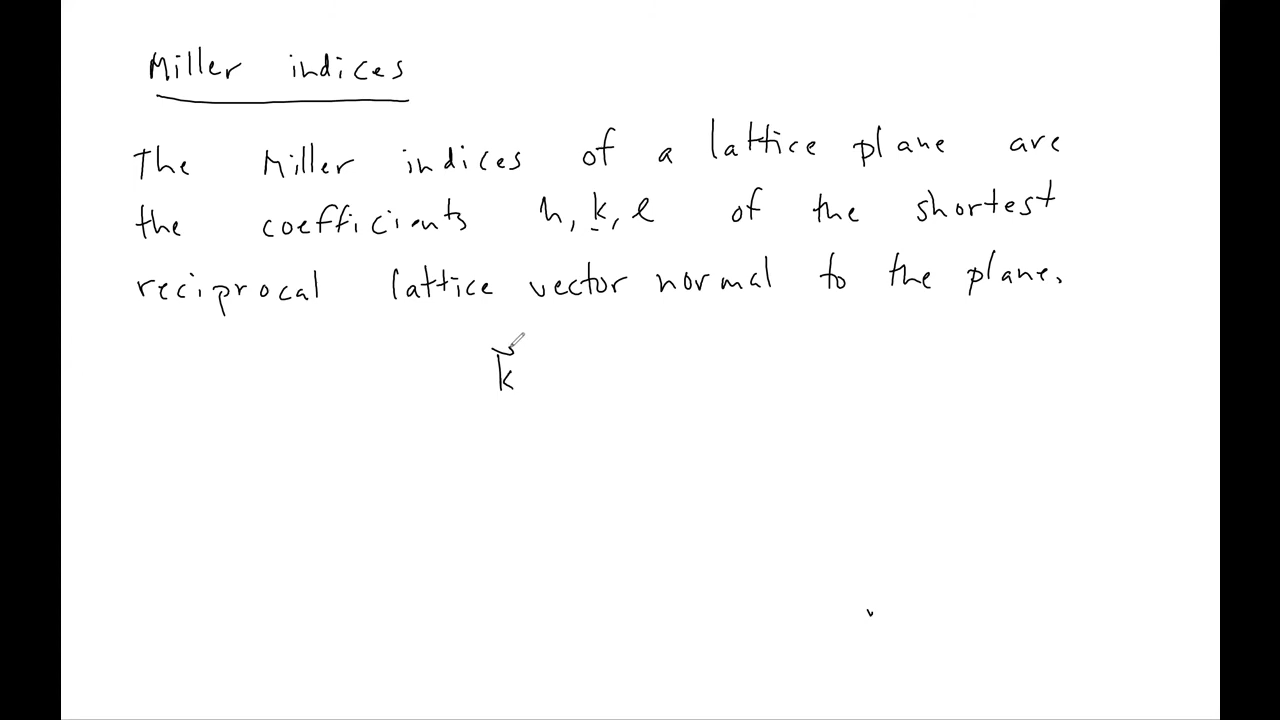 Miller indices
The Miller indices of a lattice plane are
the coefficients h, k, l of the shortest
reciprocal lattice vector normal to the plane.
k